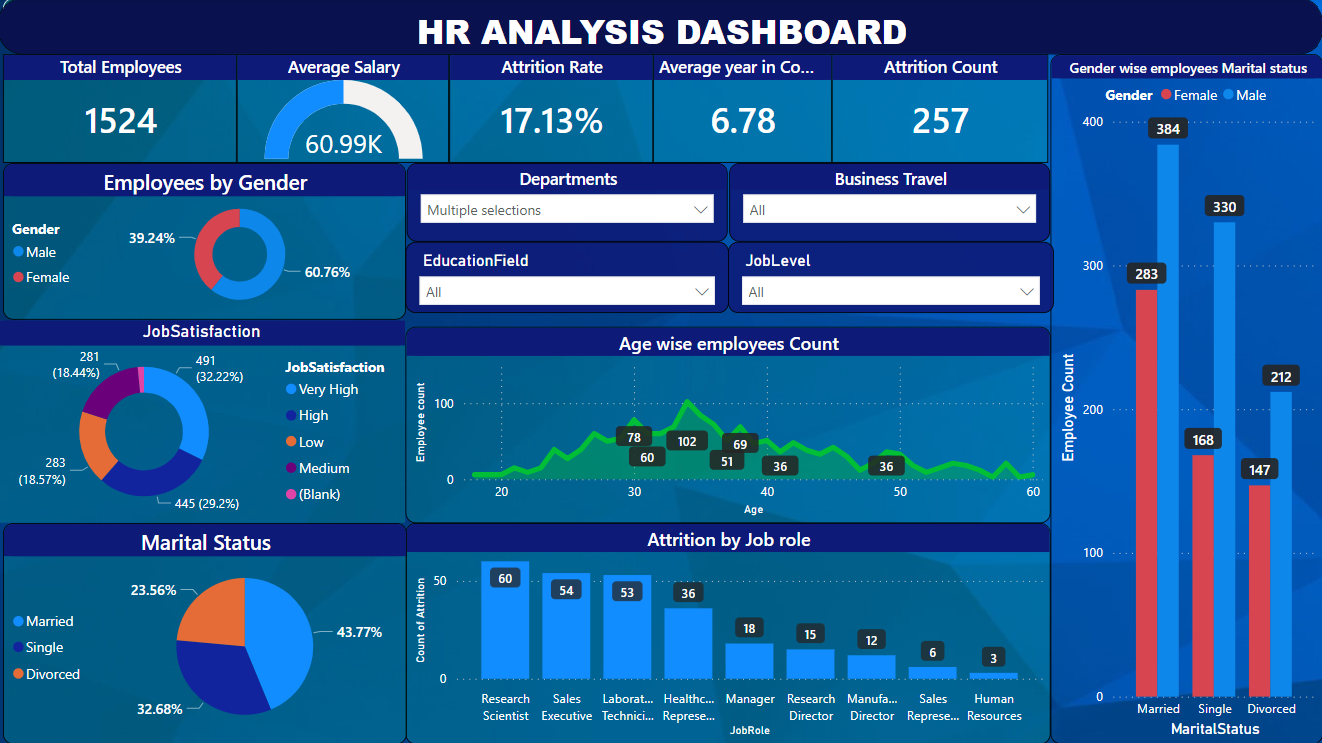 HR ANALYSIS DASHBOARD
Total Employees
1524
Average Salary
60.99K
Attrition Rate
17.13%
Average year in Co...
6.78
Attrition Count
257
Employees by Gender
Gender
Male
Female
39.24%
60.76%
Departments
Multiple selections
Business Travel
All
EducationField
All
JobLevel
All
JobSatisfaction
281
(18.44%)
491
(32.22%)
283
(18.57%)
445 (29.2%)
JobSatisfaction
Very High
High
Low
Medium
(Blank)
Age wise employees Count
Employee count
100
0
78
60
102
51
69
36
36
20 30 40 50 60
Age
Marital Status
Married
Single
Divorced
23.56%
43.77%
32.68%
Attrition by Job role
Count of Attrition
50
0
60 54 53 36 18 15 12 6 3
Research Scientist
Sales Executive
Laborat... Technici...
Healthc... Represe...
Manager
Research Director
Manufa... Director
Sales Represe...
Human Resources
JobRole
Gender wise employees Marital status
Gender Female Male
Employee Count
400
300
200
100
0
283
384
168
330
147
212
Married Single Divorced
MaritalStatus